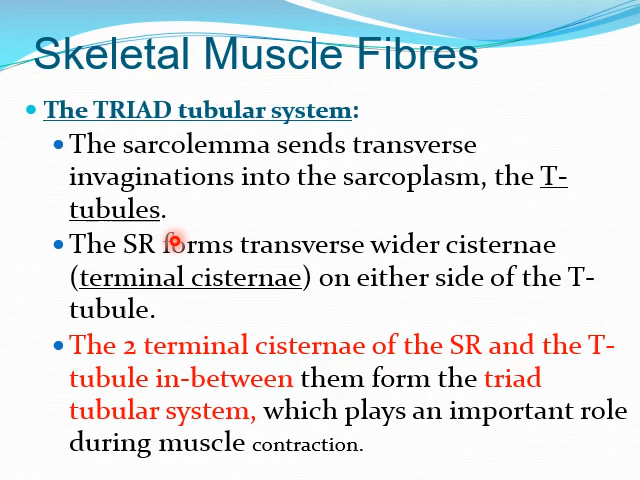 Skeletal Muscle Fibres
• The TRIAD tubular system:
• The sarcolemma sends transverse
invaginations into the sarcoplasm, the T-
tubules.
• The SR forms transverse wider cisternae
(terminal cisternae) on either side of the T-
tubule.
• The 2 terminal cisternae of the SR and the T-
tubule in-between them form the triad
tubular system, which plays an important role
during muscle contraction.